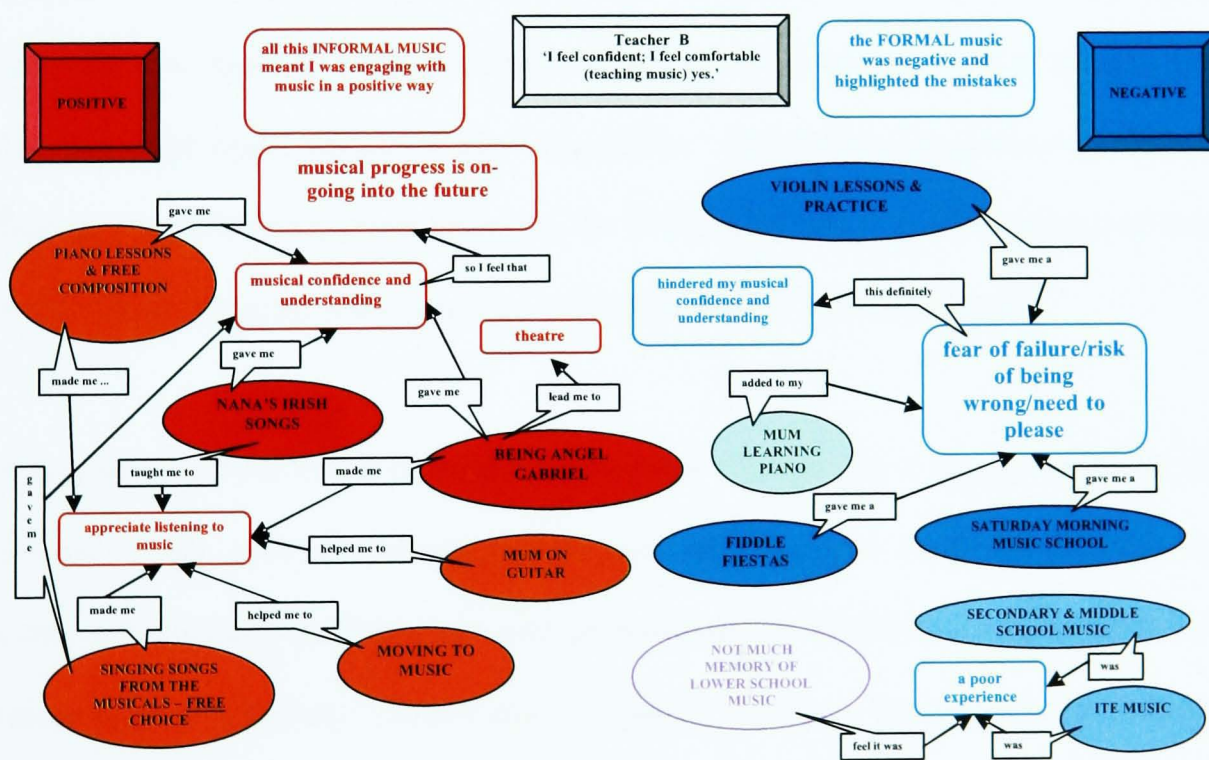 POSITIVE
all this INFORMAL MUSIC
meant I was engaging with
music in a positive way
Teacher B
‘I feel confident; I feel comfortable
(teaching music) yes.’
the FORMAL music
was negative and
highlighted the mistakes
NEGATIVE
musical progress is on-
going into the future
gave me
PIANO LESSONS
& FREE
COMPOSITION
musical confidence and
understanding
so I feel that
made me ...
gave me
NANA'S IRISH
SONGS
theatre
gave me
lead me to
BEING ANGEL
GABRIEL
taught me to
made me
g
a
v
e
m
e
appreciate listening to
music
helped me to
MUM ON
GUITAR
made me
helped me to
MOVING TO
MUSIC
SINGING SONGS
FROM THE
MUSICALS – FREE
CHOICE
VIOLIN LESSONS &
PRACTICE
gave me a
hindered my musical
confidence and
understanding
this definitely
fear of failure/risk
of being
wrong/need to
please
added to my
MUM
LEARNING
PIANO
gave me a
gave me a
FIDDLE
FIESTAS
SATURDAY MORNING
MUSIC SCHOOL
SECONDARY & MIDDLE
SCHOOL MUSIC
NOT MUCH
MEMORY OF
LOWER SCHOOL
MUSIC
was
a poor
experience
ITE MUSIC
feel it was
was